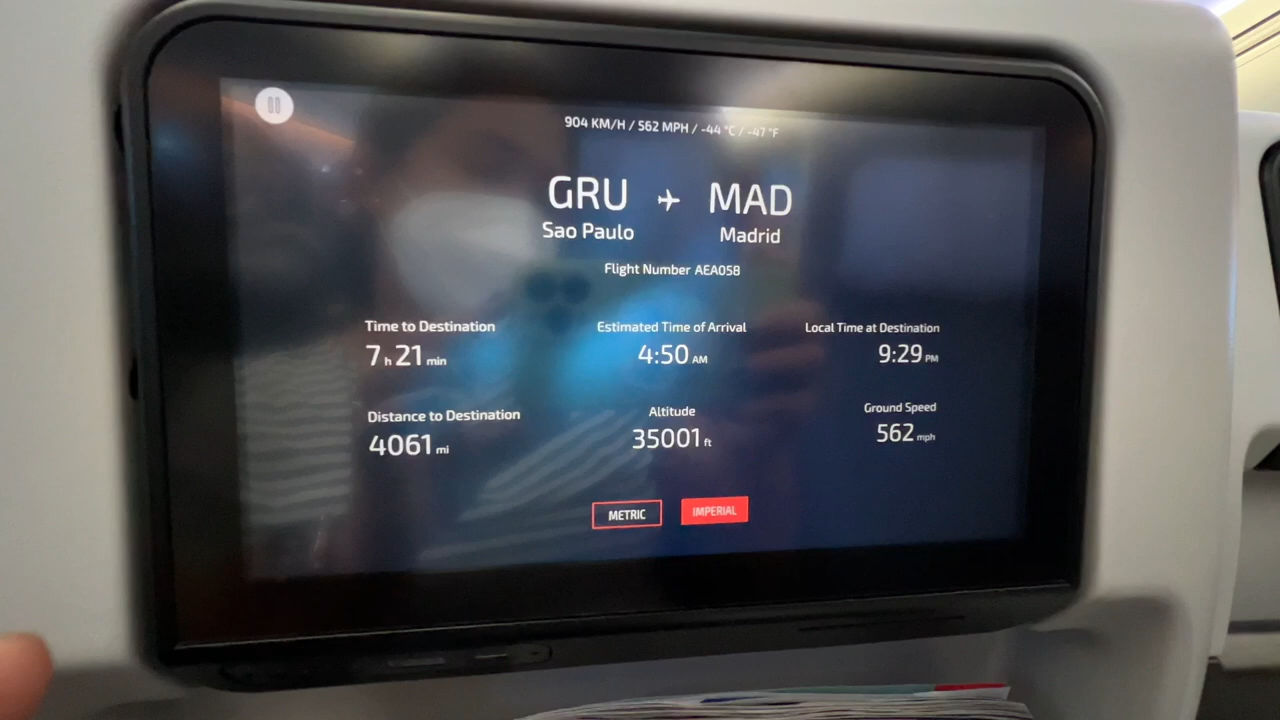 904 KM/H / 562 MPH / -44 °C / -47 °F
GRU MAD
Sao Paulo Madrid
Flight Number AEA058
Time to Destination Estimated Time of Arrival Local Time at Destination
7 h 21 min 4:50 AM 9:29 PM
Distance to Destination Altitude Ground Speed
4061 mi 35001 ft 562 mph
METRIC IMPERIAL